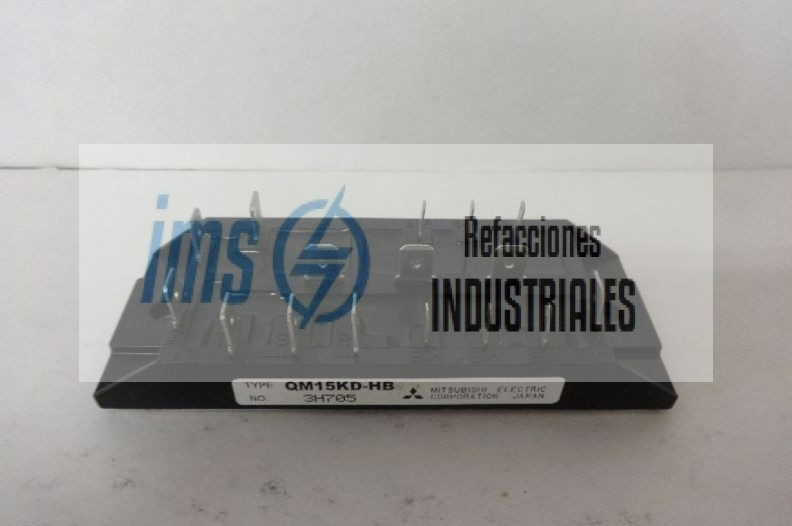 ims
Refacciones
INDUSTRIALES
TYPE QM15KD-HB
NO. 3H705
MITSUBISHI ELECTRIC
CORPORATION JAPAN